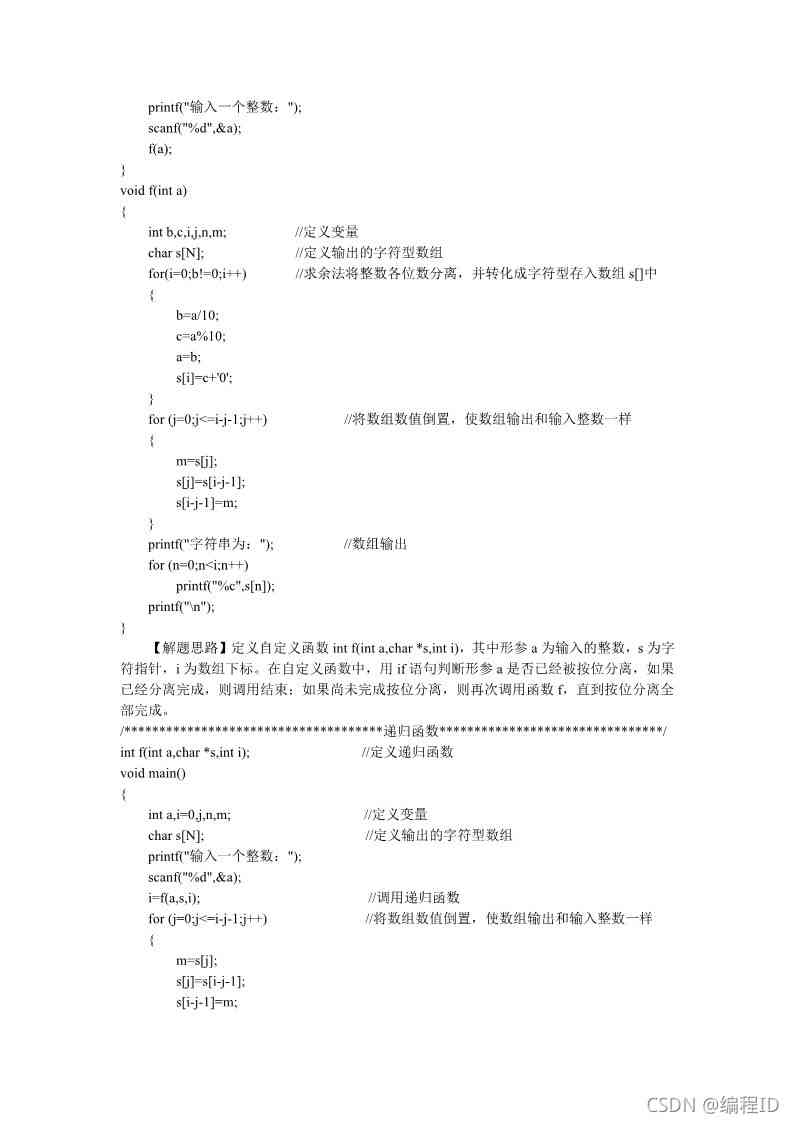 printf("输入一个整数：");
scanf("%d",&a);
f(a);
}
void f(int a)
{
int b,c,i,j,n,m; //定义变量
char s[N]; //定义输出的字符型数组
for(i=0;b!=0;i++) //求余法将整数各位数分离，并转化成字符型存入数组 s[]中
{
b=a/10;
c=a%10;
a=b;
s[i]=c+'0';
}
for (j=0;j<=i-j-1;j++) //将数组数值倒置，使数组输出和输入整数一样
{
m=s[j];
s[j]=s[i-j-1];
s[i-j-1]=m;
}
printf("字符串为："); //数组输出
for (n=0;n<i;n++)
printf("%c",s[n]);
printf("\n");
}
【解题思路】定义自定义函数 int f(int a,char *s,int i)，其中形参 a 为输入的整数，s 为字
符指针，i 为数组下标。在自定义函数中，用 if 语句判断形参 a 是否已经被按位分离，如果
已经分离完成，则调用结束；如果尚未完成按位分离，则再次调用函数 f，直到按位分离全
部完成。
/*************************************递归函数********************************/
int f(int a,char *s,int i); //定义递归函数
void main()
{
int a,i=0,j,n,m; //定义变量
char s[N]; //定义输出的字符型数组
printf("输入一个整数：");
scanf("%d",&a);
i=f(a,s,i); //调用递归函数
for (j=0;j<=i-j-1;j++) //将数组数值倒置，使数组输出和输入整数一样
{
m=s[j];
s[j]=s[i-j-1];
s[i-j-1]=m;
CSDN @编程ID